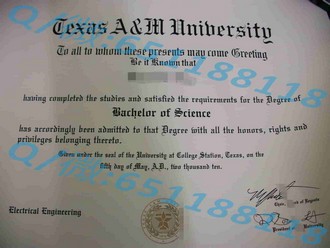 Texas A&M University
To all to whom these presents may come Greeting
Be it Known that
having completed the studies and satisfied the requirements for the Degree of
Bachelor of Science
has accordingly been admitted to that Degree with all the honors, rights and
privileges belonging thereto.
Given under the seal of the University at College Station, Texas, on the
day of May, A.D., two thousand ten.
Electrical Engineering
Q/微:651188118
Q/微:651188118